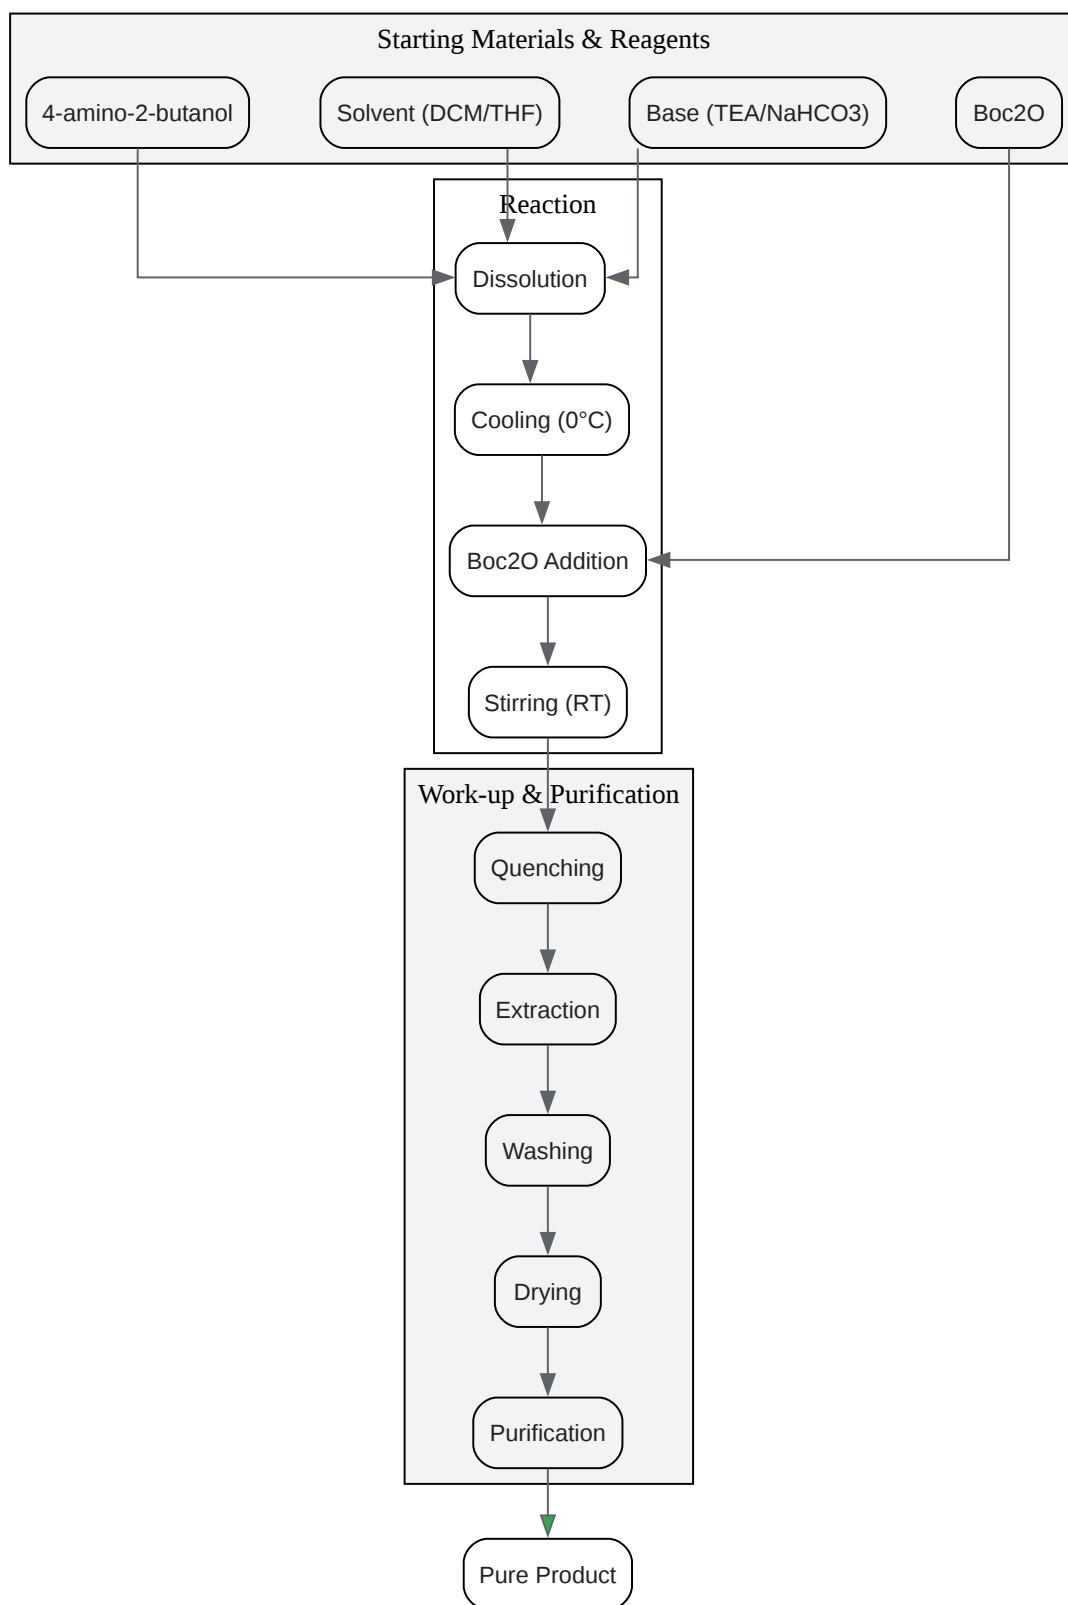 Starting Materials & Reagents
4-amino-2-butanol
Solvent (DCM/THF)
Base (TEA/NaHCO3)
Boc2O
Reaction
Dissolution
Cooling (0°C)
Boc2O Addition
Stirring (RT)
Work-up & Purification
Quenching
Extraction
Washing
Drying
Purification
Pure Product